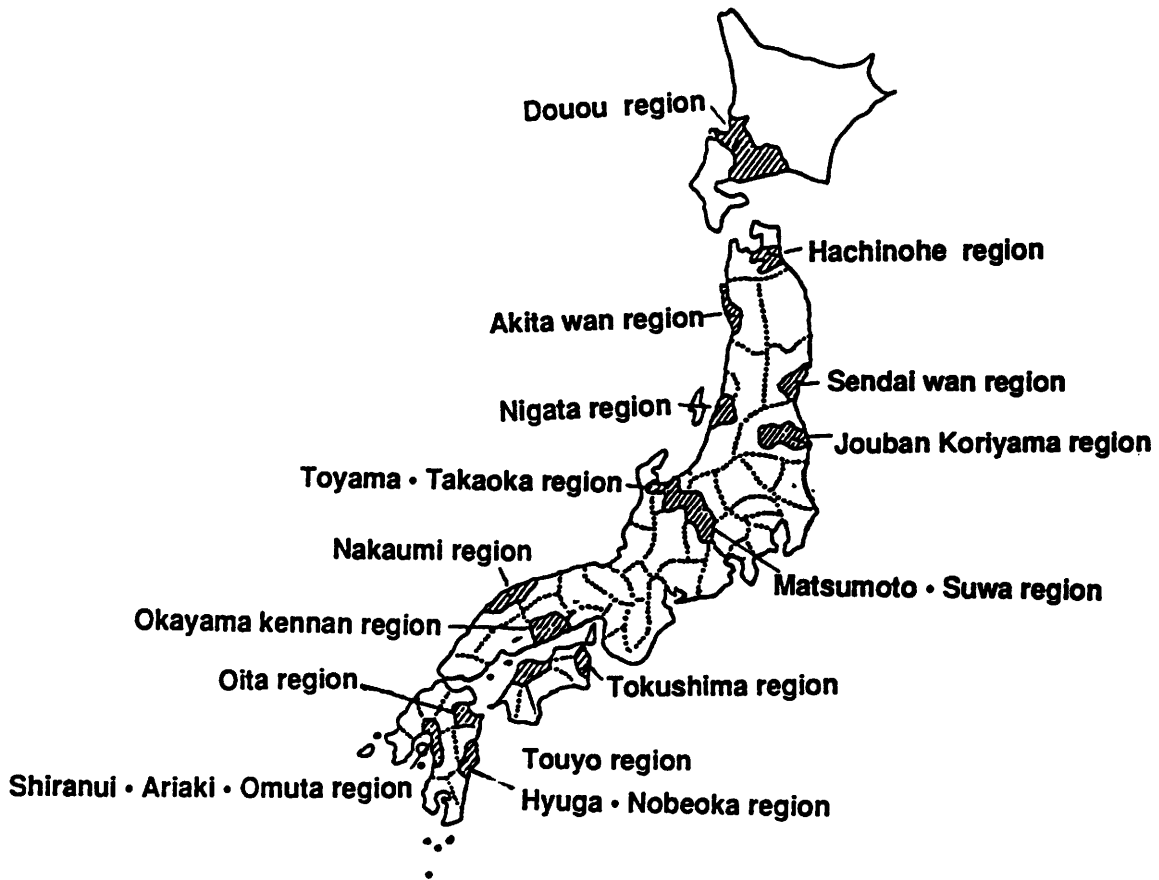 Douou region
Hachinohe region
Akita wan region
Sendai wan region
Nigata region
Jouban Koriyama region
Toyama • Takaoka region
Nakaumi region
Matsumoto • Suwa region
Okayama kennan region
Oita region
Tokushima region
Touyo region
Shiranui • Ariaki • Omuta region
Hyuga • Nobeoka region